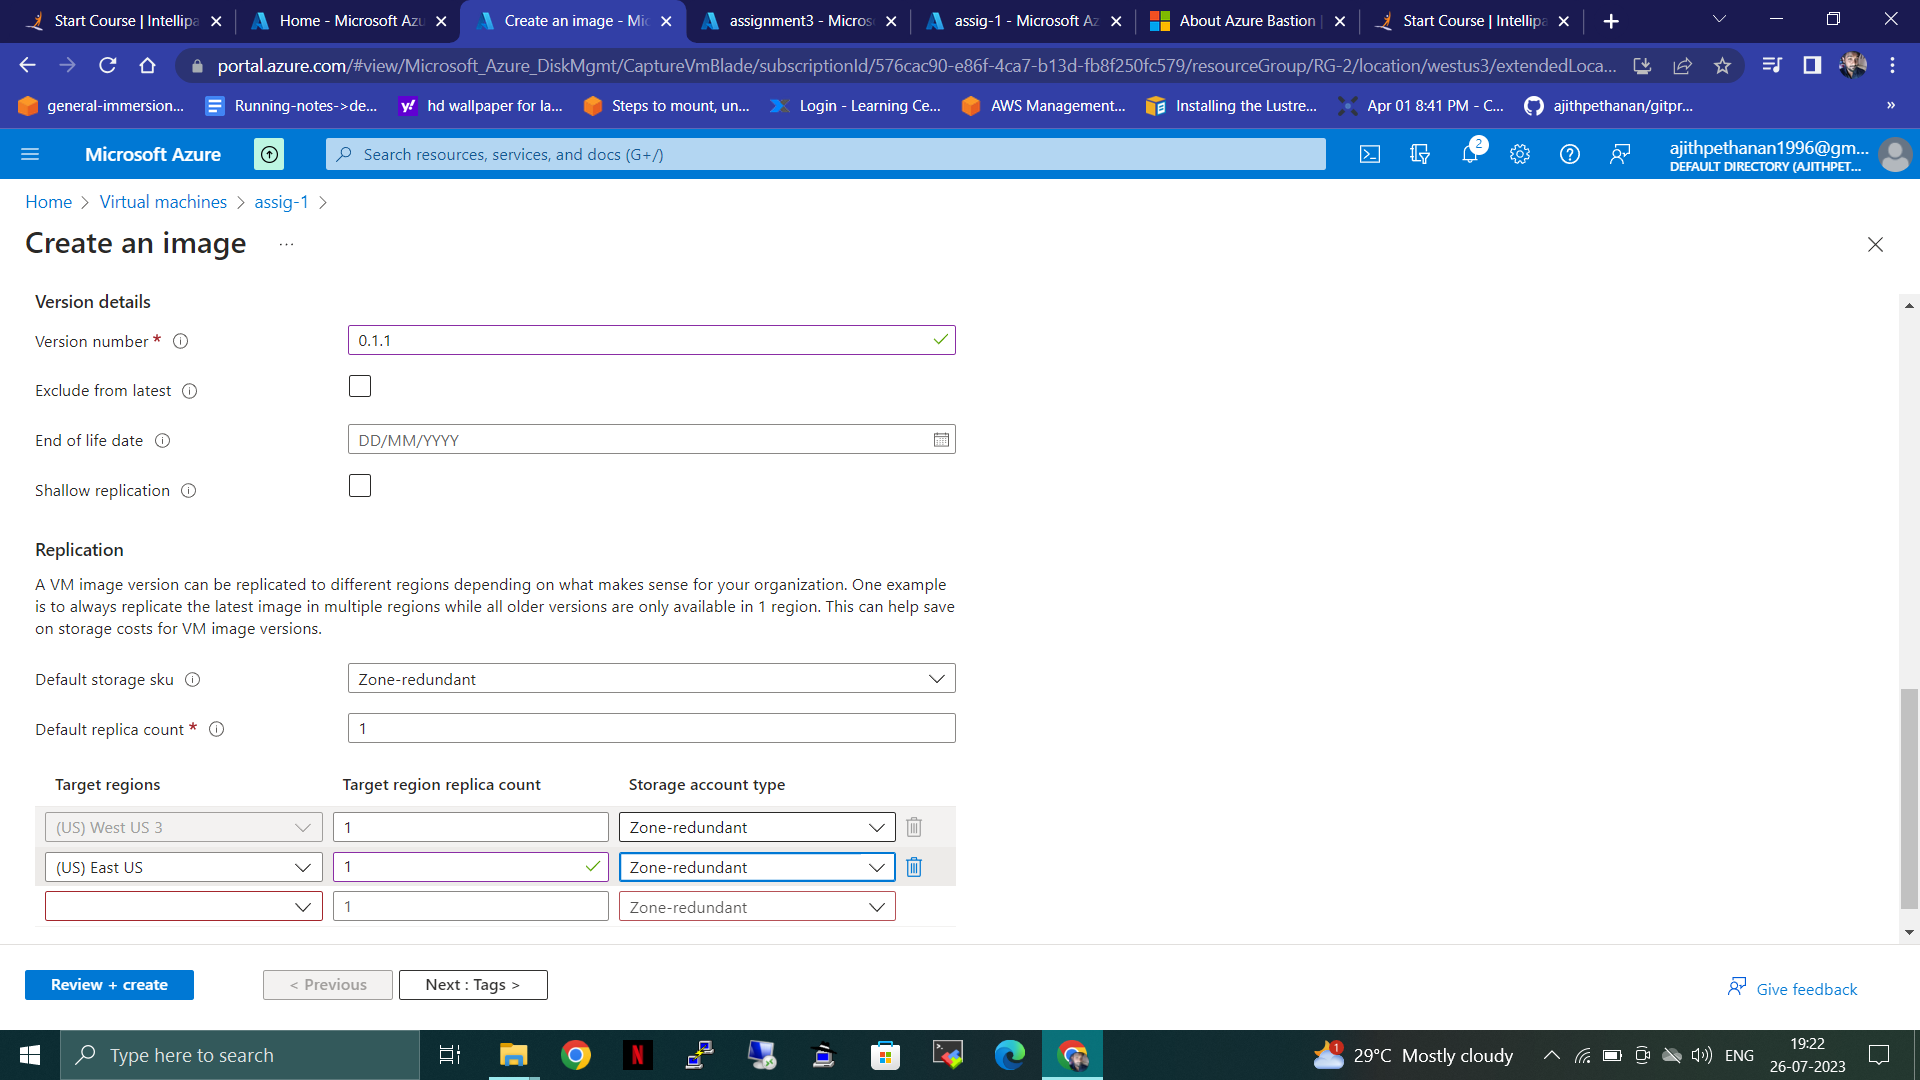 Start Course | Intellipa
Home - Microsoft Azu
Create an image - Mic
assignment3 - Micros
assig-1 - Microsoft Az
About Azure Bastion |
Start Course | Intellipa
portal.azure.com/#view/Microsoft_Azure_DiskMgmt/CaptureVmBlade/subscriptionId/576cac90-e86f-4ca7-b13d-fb8f250fc579/resourceGroup/RG-2/location/westus3/extendedLoca...
general-immersion...
Running-notes->de...
hd wallpaper for la...
Steps to mount, un...
Login - Learning Ce...
AWS Management...
Installing the Lustre...
Apr 01 8:41 PM - C...
ajithpethanan/gitpr...
»
Microsoft Azure
Search resources, services, and docs (G+/)
2
ajithpethanan1996@gm...
DEFAULT DIRECTORY (AJITHPET...
Home > Virtual machines > assig-1 >
Create an image ...
Version details
Version number *
0.1.1
Exclude from latest
End of life date
DD/MM/YYYY
Shallow replication
Replication
A VM image version can be replicated to different regions depending on what makes sense for your organization. One example
is to always replicate the latest image in multiple regions while all older versions are only available in 1 region. This can help save
on storage costs for VM image versions.
Default storage sku
Zone-redundant
Default replica count *
1
Target regions
Target region replica count
Storage account type
(US) West US 3
1
Zone-redundant
(US) East US
1
Zone-redundant
1
Zone-redundant
Review + create
< Previous
Next : Tags >
Give feedback
Type here to search
1
29°C Mostly cloudy
ENG
19:22
26-07-2023